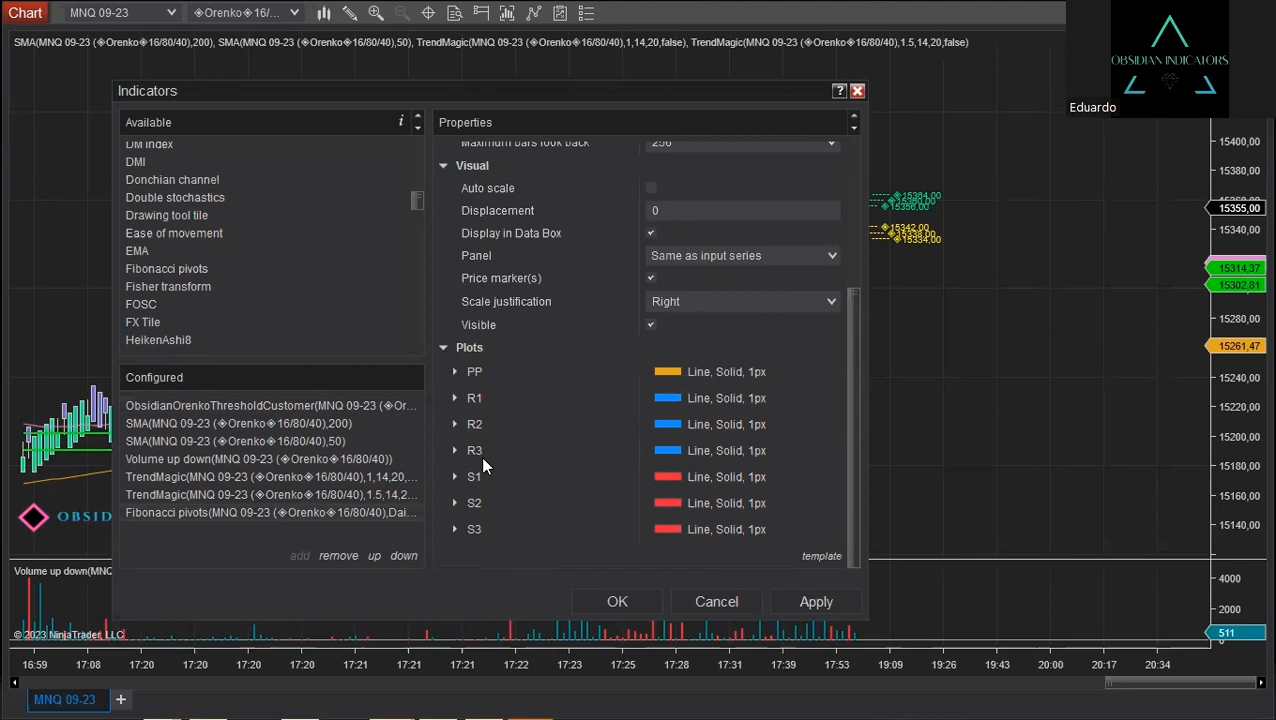 Chart MNQ 09-23 ◈Orenko◈16/...
SMA(MNQ 09-23 (◈Orenko◈16/80/40),200), SMA(MNQ 09-23 (◈Orenko◈16/80/40),50), TrendMagic(MNQ 09-23 (◈Orenko◈16/80/40),1,14,20,false), TrendMagic(MNQ 09-23 (◈Orenko◈16/80/40),1.5,14,20,false)
OBSIDIAN INDICATORS
Eduardo
Indicators ?
Available i
DM index
DMI
Donchian channel
Double stochastics
Drawing tool tile
Ease of movement
EMA
Fibonacci pivots
Fisher transform
FOSC
FX Tile
HeikenAshi8
Configured
ObsidianOrenkoThresholdCustomer(MNQ 09-23 (◈Or...
SMA(MNQ 09-23 (◈Orenko◈16/80/40),200)
SMA(MNQ 09-23 (◈Orenko◈16/80/40),50)
Volume up down(MNQ 09-23 (◈Orenko◈16/80/40))
TrendMagic(MNQ 09-23 (◈Orenko◈16/80/40),1,14,20,...
TrendMagic(MNQ 09-23 (◈Orenko◈16/80/40),1.5,14,2...
Fibonacci pivots(MNQ 09-23 (◈Orenko◈16/80/40),Dai...
add remove up down
Properties
Maximum bars look back 256
Visual
Auto scale
Displacement 0
Display in Data Box
Panel Same as input series
Price marker(s)
Scale justification Right
Visible
Plots
PP Line, Solid, 1px
R1 Line, Solid, 1px
R2 Line, Solid, 1px
R3 Line, Solid, 1px
S1 Line, Solid, 1px
S2 Line, Solid, 1px
S3 Line, Solid, 1px
template
OK Cancel Apply
15364,00
15356,00
15342,00
15334,00
15400,00
15380,00
15355,00
15340,00
15314,37
15302,81
15280,00
15261,47
15240,00
15220,00
15200,00
15180,00
15160,00
15140,00
OBSID
Volume up down(MNQ
4000
2000
511
© 2023 NinjaTrader, LLC
16:59 17:08 17:20 17:20 17:20 17:20 17:21 17:21 17:21 17:22 17:23 17:25 17:28 17:31 17:39 17:53 19:09 19:26 19:43 20:00 20:17 20:34
MNQ 09-23 +